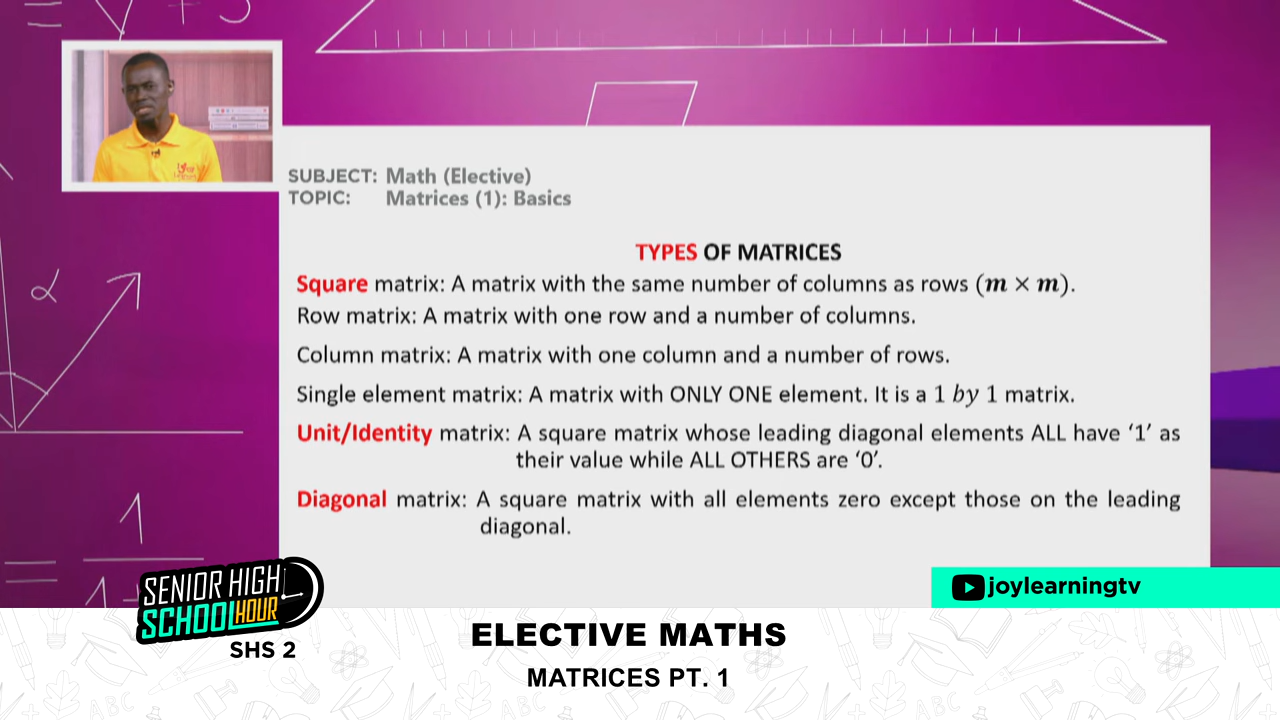 + 3
SUBJECT: Math (Elective)
TOPIC: Matrices (1): Basics
TYPES OF MATRICES
Square matrix: A matrix with the same number of columns as rows (m × m).
Row matrix: A matrix with one row and a number of columns.
Column matrix: A matrix with one column and a number of rows.
Single element matrix: A matrix with ONLY ONE element. It is a 1 by 1 matrix.
Unit/Identity matrix: A square matrix whose leading diagonal elements ALL have ‘1’ as
their value while ALL OTHERS are ‘0’.
Diagonal matrix: A square matrix with all elements zero except those on the leading
diagonal.
α
1
=
SENIOR HIGH
SCHOOL HOUR
SHS 2
joylearningtv
ELECTIVE MATHS
MATRICES PT. 1
ABC
ABC